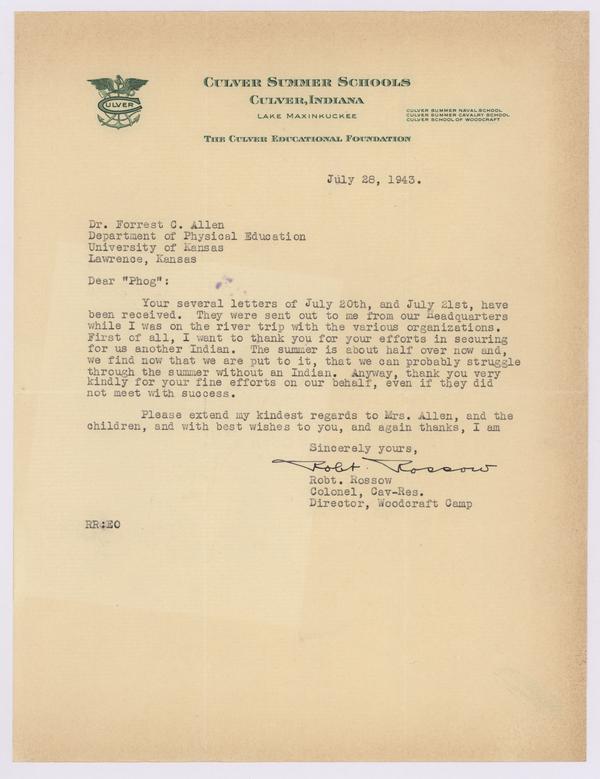 CULVER
CULVER SUMMER SCHOOLS
CULVER, INDIANA
LAKE MAXINKUCKEE
CULVER SUMMER NAVAL SCHOOL
CULVER SUMMER CAVALRY SCHOOL
CULVER SCHOOL OF WOODCRAFT
THE CULVER EDUCATIONAL FOUNDATION
July 28, 1943.
Dr. Forrest C. Allen
Department of Physical Education
University of Kansas
Lawrence, Kansas
Dear "Phog":
Your several letters of July 20th, and July 21st, have
been received. They were sent out to me from our Headquarters
while I was on the river trip with the various organizations.
First of all, I want to thank you for your efforts in securing
for us another Indian. The summer is about half over now and,
we find now that we are put to it, that we can probably struggle
through the summer without an Indian. Anyway, thank you very
kindly for your fine efforts on our behalf, even if they did
not meet with success.
Please extend my kindest regards to Mrs. Allen, and the
children, and with best wishes to you, and again thanks, I am
Sincerely yours,
Robt. Rossow
Robt. Rossow
Colonel, Cav-Res.
Director, Woodcraft Camp
RR:EO